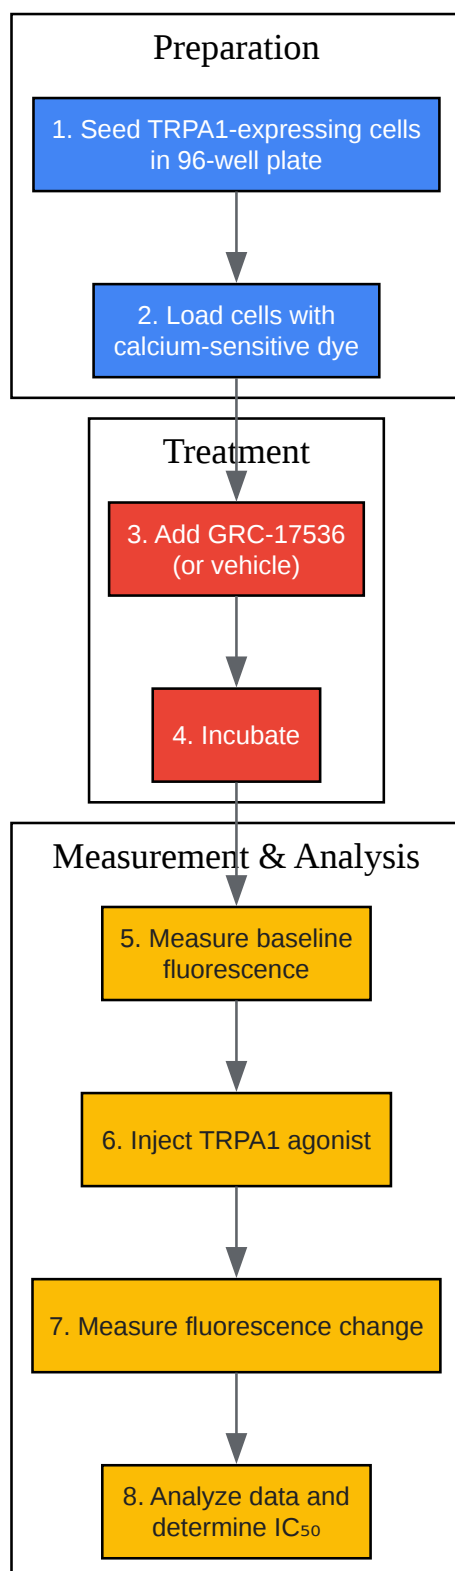 Preparation
1. Seed TRPA1-expressing cells
in 96-well plate
2. Load cells with
calcium-sensitive dye
Treatment
3. Add GRC-17536
(or vehicle)
4. Incubate
Measurement & Analysis
5. Measure baseline
fluorescence
6. Inject TRPA1 agonist
7. Measure fluorescence change
8. Analyze data and
determine IC₅₀